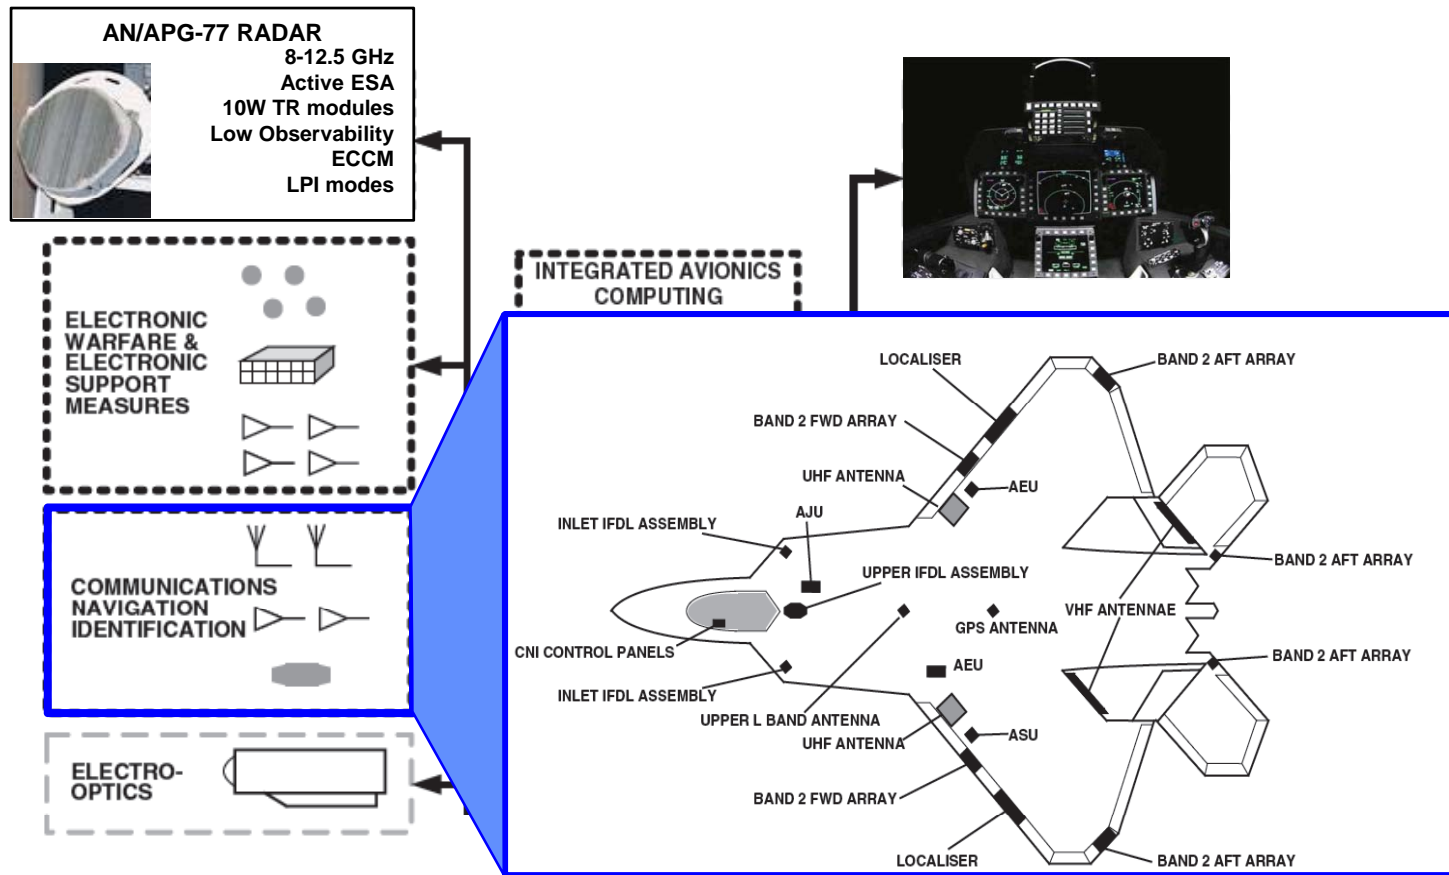 AN/APG-77 RADAR
8-12.5 GHz
Active ESA
10W TR modules
Low Observability
ECCM
LPI modes
ELECTRONIC
WARFARE &
ELECTRONIC
SUPPORT
MEASURES
COMMUNICATIONS
NAVIGATION
IDENTIFICATION
ELECTRO-
OPTICS
INTEGRATED AVIONICS
COMPUTING
LOCALISER
BAND 2 AFT ARRAY
BAND 2 FWD ARRAY
UHF ANTENNA
AEU
INLET IFDL ASSEMBLY
AJU
UPPER IFDL ASSEMBLY
BAND 2 AFT ARRAY
VHF ANTENNAE
GPS ANTENNA
CNI CONTROL PANELS
AEU
BAND 2 AFT ARRAY
INLET IFDL ASSEMBLY
UPPER L BAND ANTENNA
UHF ANTENNA
ASU
BAND 2 FWD ARRAY
LOCALISER
BAND 2 AFT ARRAY